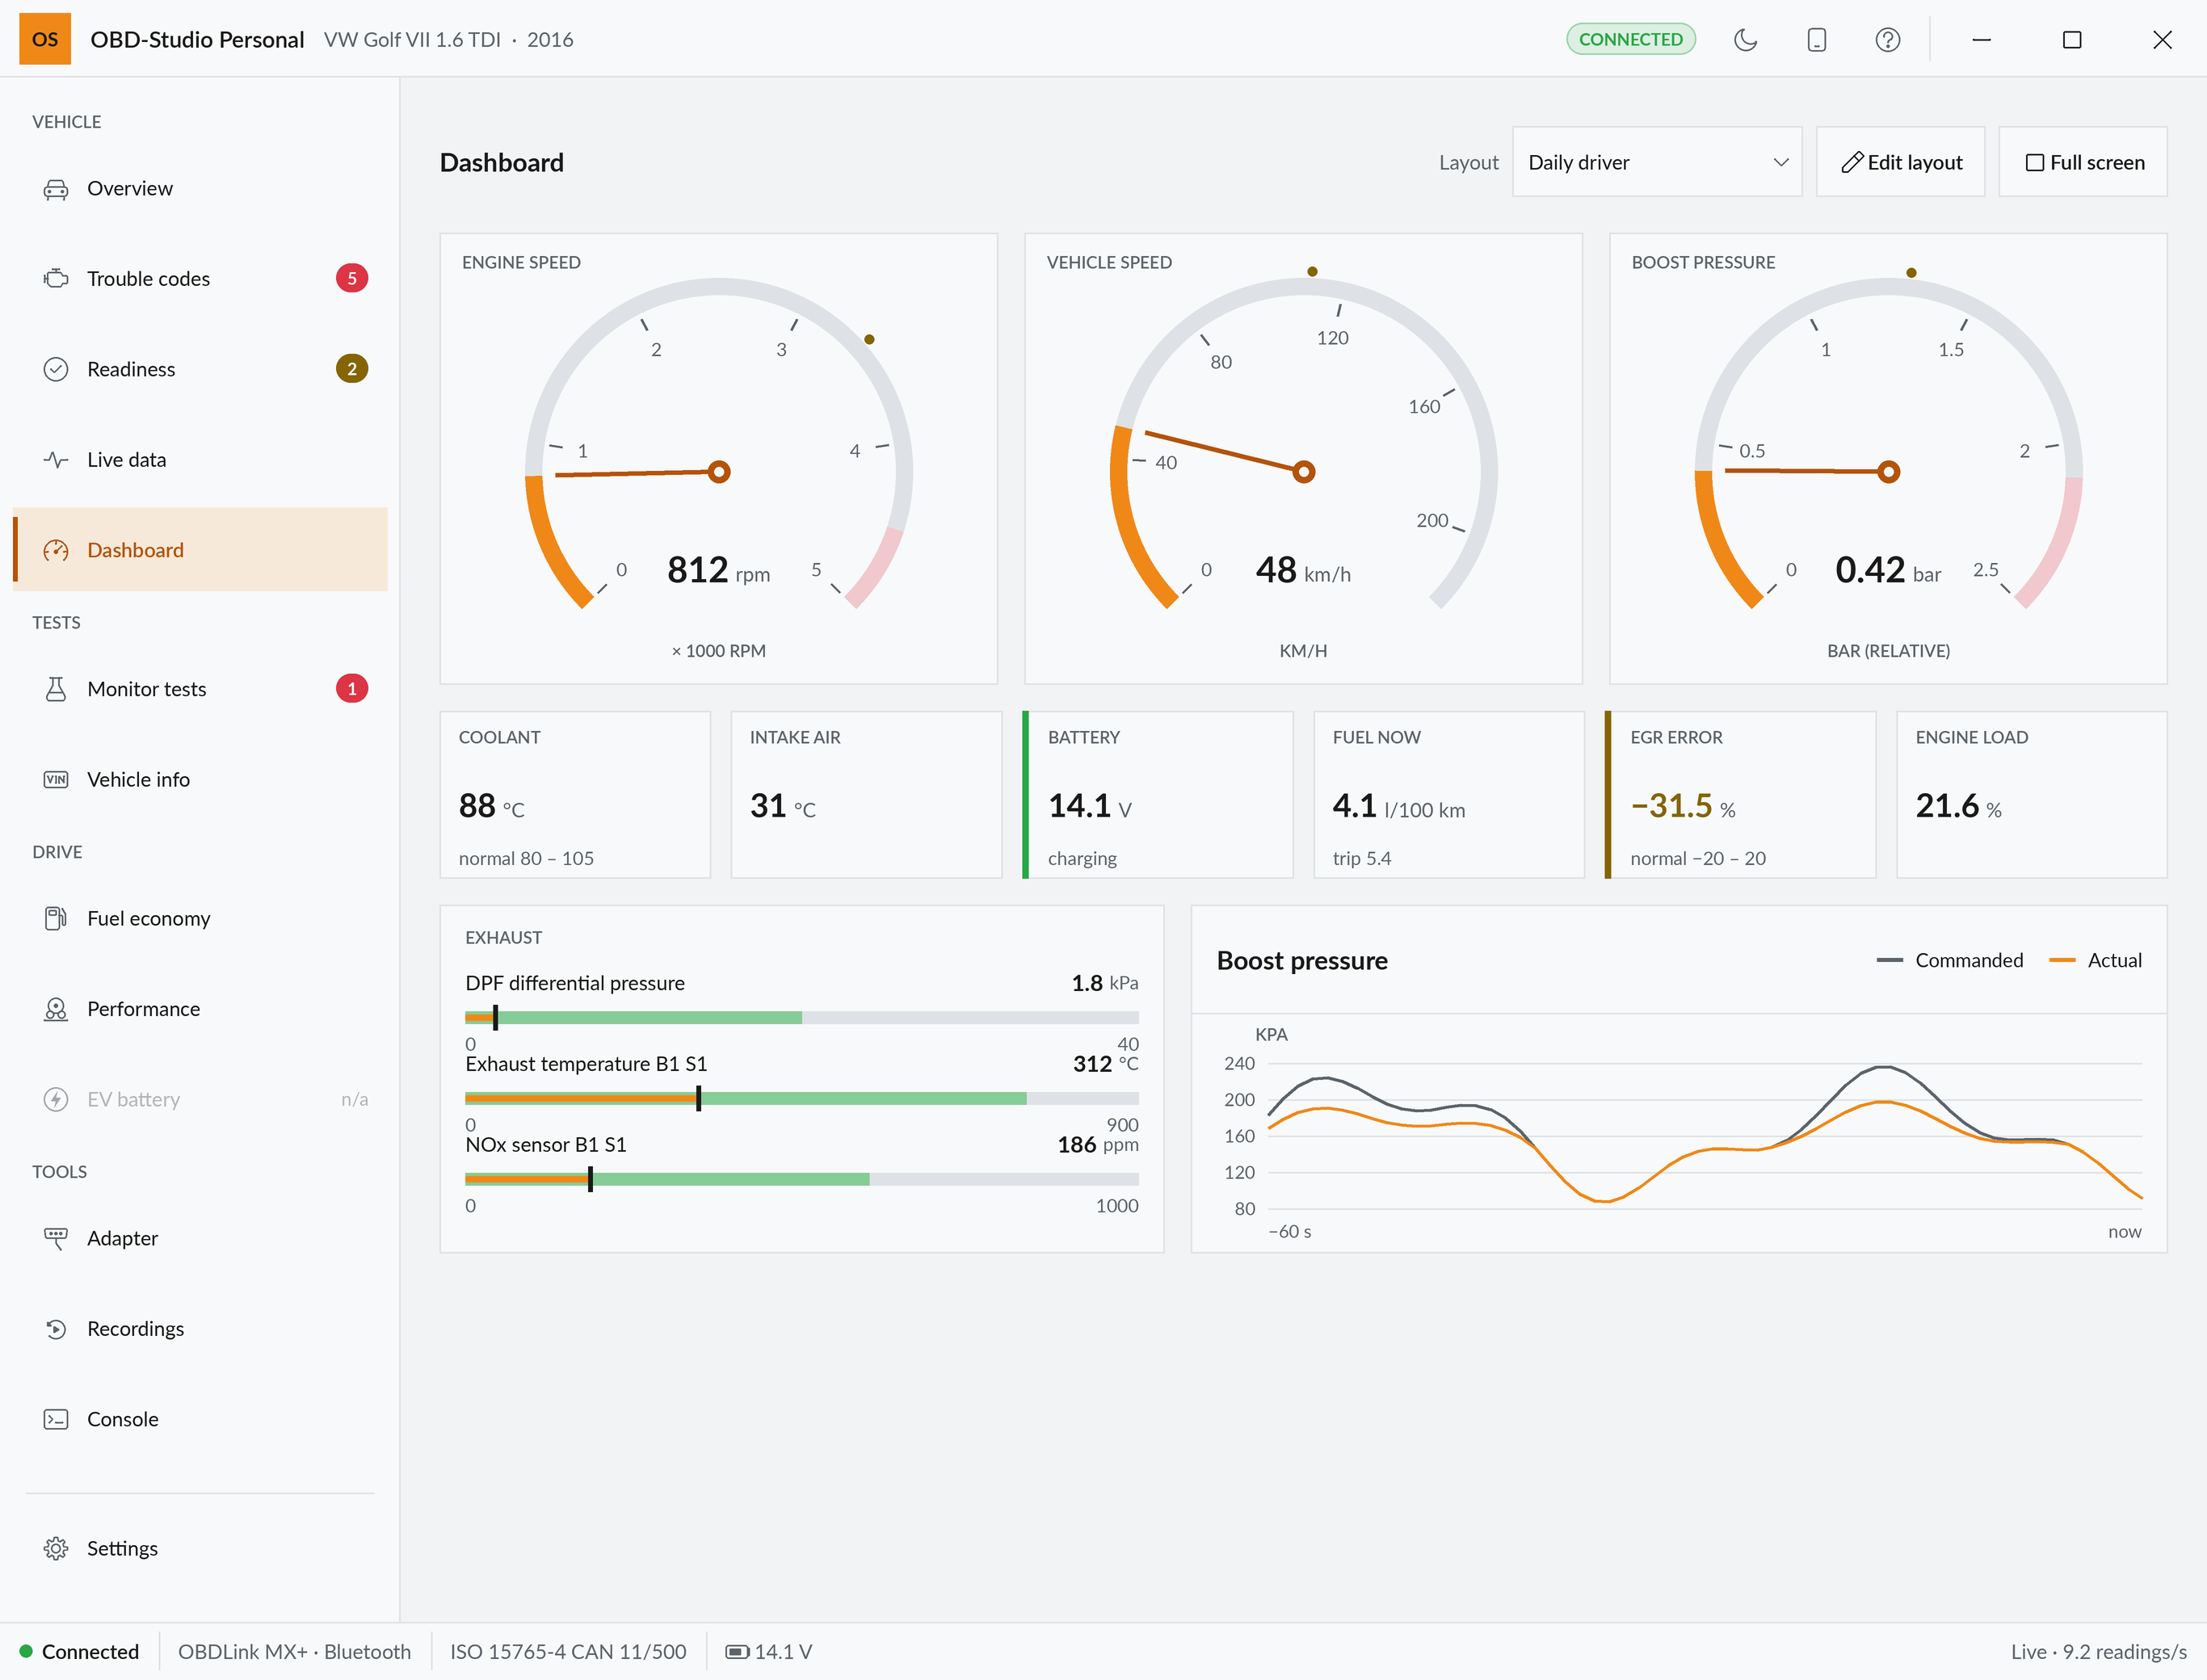 OS OBD-Studio Personal VW Golf VII 1.6 TDI · 2016 CONNECTED
VEHICLE
Overview
Trouble codes 5
Readiness 2
Live data
Dashboard
TESTS
Monitor tests 1
VIN Vehicle info
DRIVE
Fuel economy
Performance
EV battery n/a
TOOLS
Adapter
Recordings
Console
Settings
Dashboard
Layout Daily driver Edit layout Full screen
ENGINE SPEED
0 1 2 3 4 5
812 rpm
× 1000 RPM
VEHICLE SPEED
0 40 80 120 160 200
48 km/h
KM/H
BOOST PRESSURE
0 0.5 1 1.5 2 2.5
0.42 bar
BAR (RELATIVE)
COOLANT
88 °C
normal 80 – 105
INTAKE AIR
31 °C
BATTERY
14.1 V
charging
FUEL NOW
4.1 l/100 km
trip 5.4
EGR ERROR
−31.5 %
normal −20 – 20
ENGINE LOAD
21.6 %
EXHAUST
DPF differential pressure 1.8 kPa
0 40
Exhaust temperature B1 S1 312 °C
0 900
NOx sensor B1 S1 186 ppm
0 1000
Boost pressure Commanded Actual
KPA
240
200
160
120
80
−60 s now
Connected OBDLink MX+ · Bluetooth ISO 15765-4 CAN 11/500 14.1 V Live · 9.2 readings/s